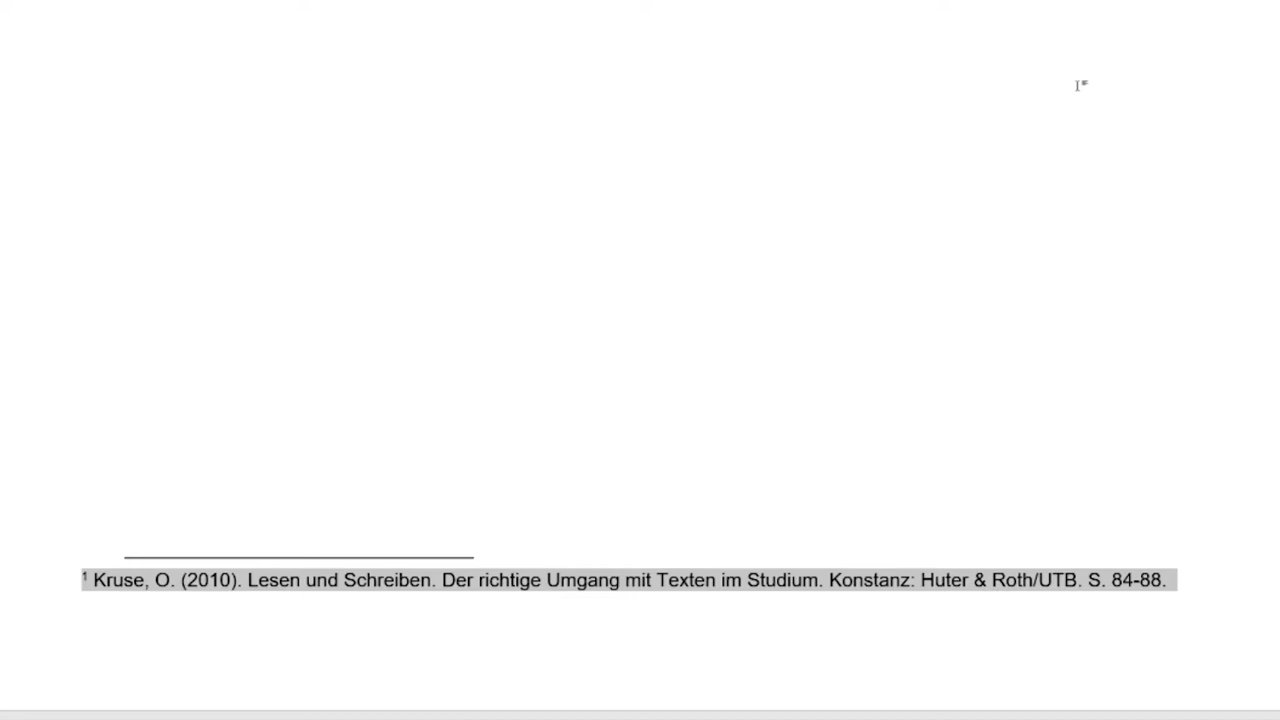 ¹ Kruse, O. (2010). Lesen und Schreiben. Der richtige Umgang mit Texten im Studium. Konstanz: Huter & Roth/UTB. S. 84-88.